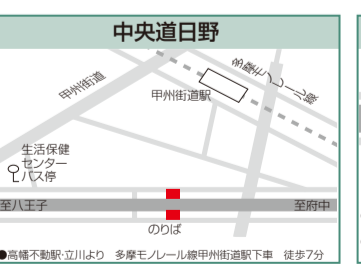 中央道日野
多摩モノレール線
甲州街道
甲州街道駅
生活保健
センター
バス停
至八王子
至府中
のりば
●高幡不動駅・立川より 多摩モノレール線甲州街道駅下車 徒歩7分